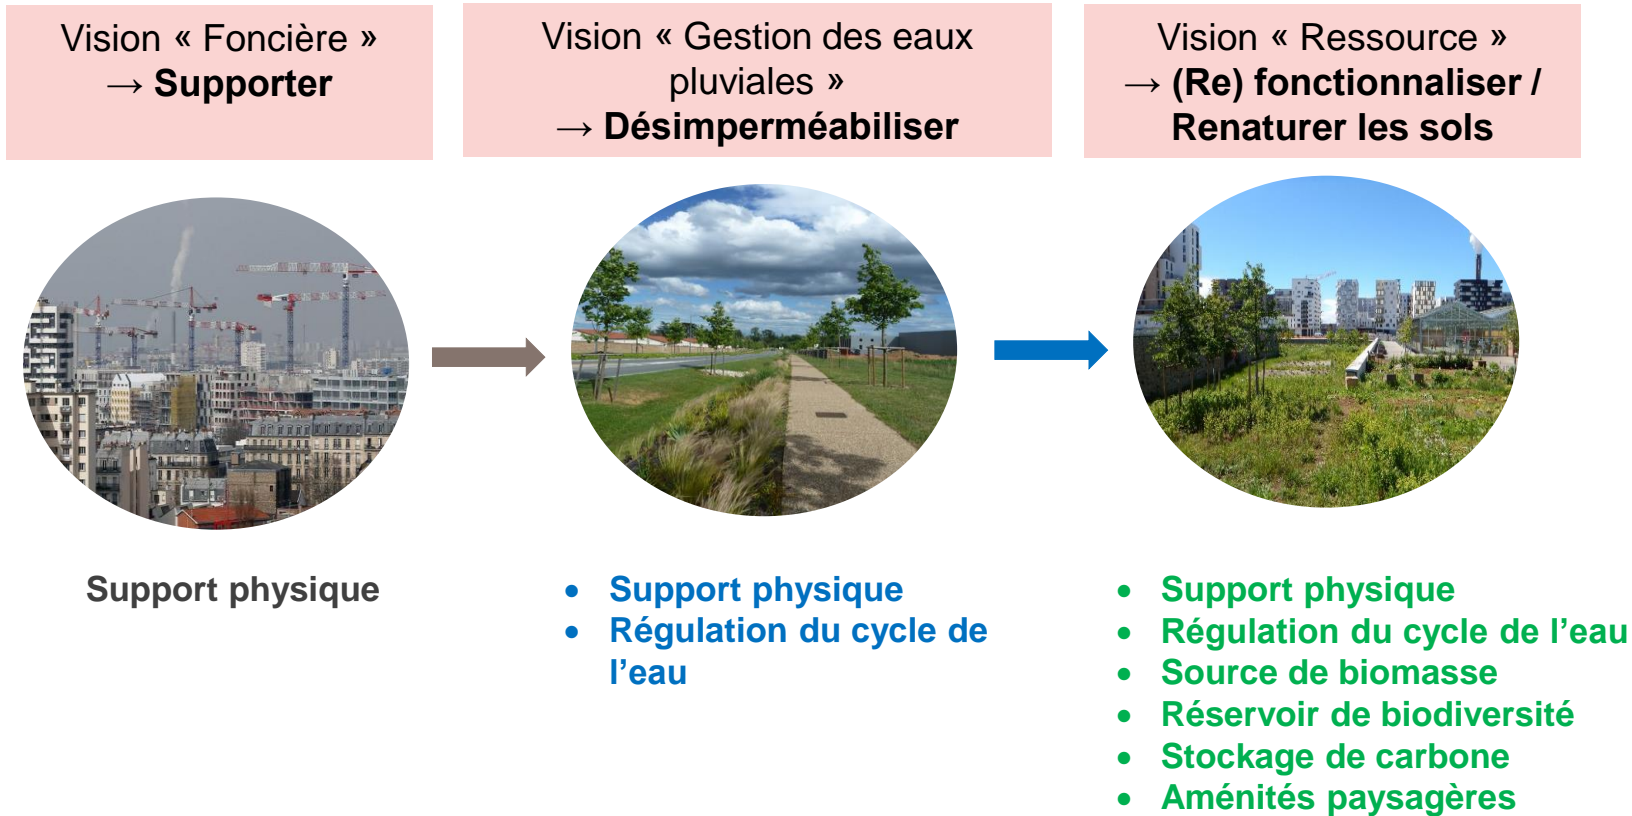 Vision « Foncière »
→ Supporter
Vision « Gestion des eaux
pluviales »
→ Désimperméabiliser
Vision « Ressource »
→ (Re) fonctionnaliser /
Renaturer les sols
Support physique
• Support physique
• Régulation du cycle de
l’eau
• Support physique
• Régulation du cycle de l’eau
• Source de biomasse
• Réservoir de biodiversité
• Stockage de carbone
• Aménités paysagères